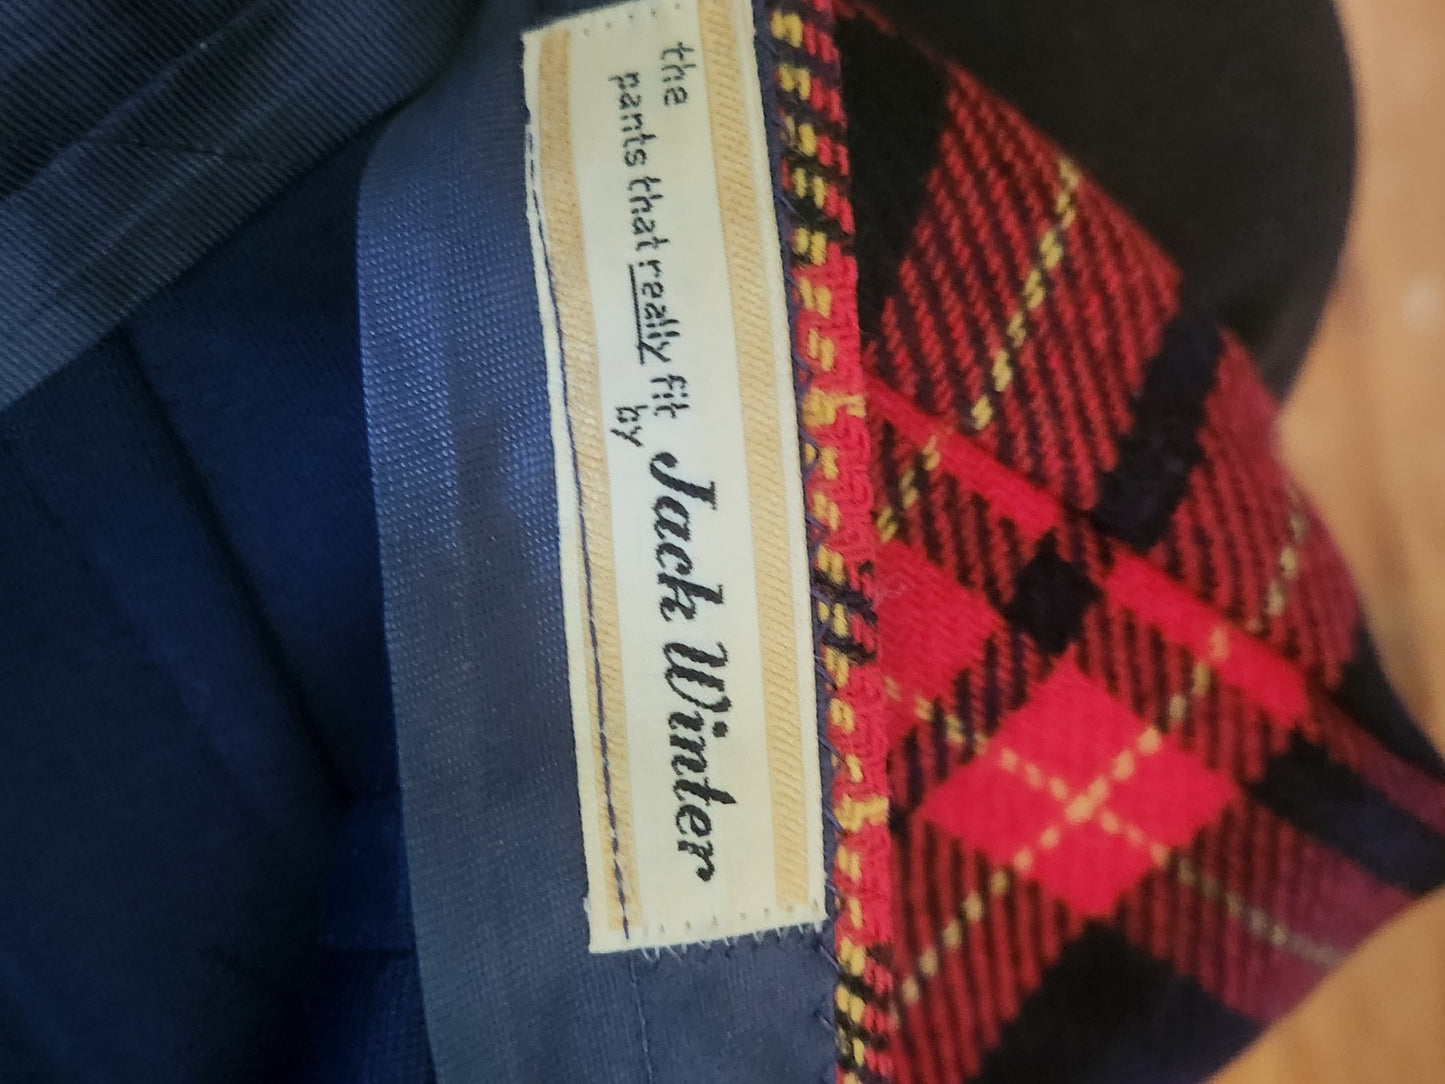 the
pants that really fit
by
Jack Winter